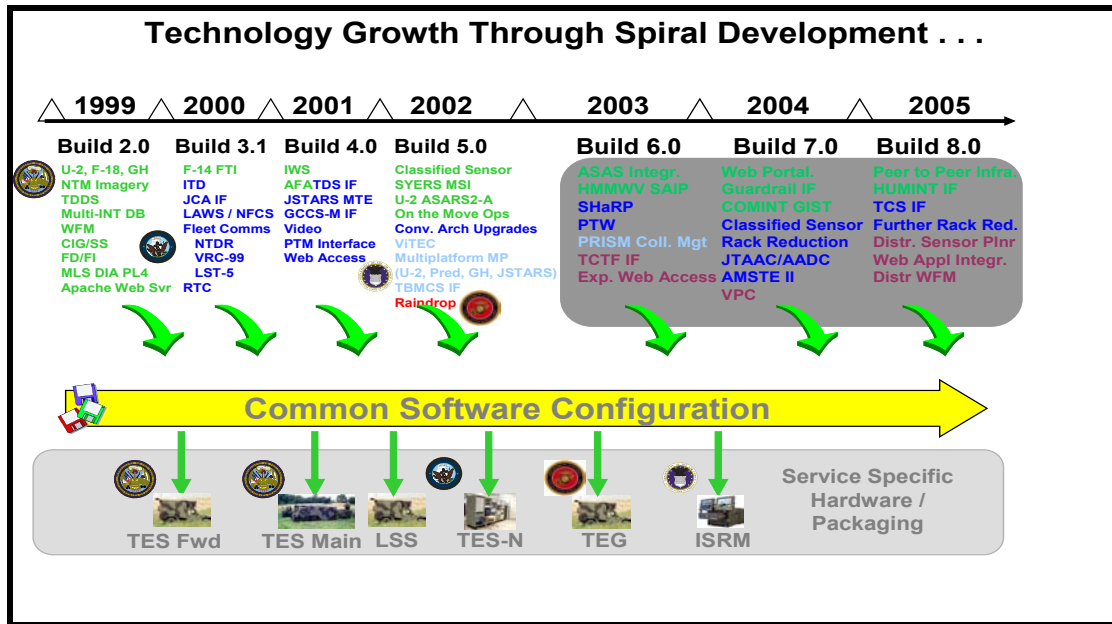 Technology Growth Through Spiral Development . . .
1999 2000 2001 2002 2003 2004 2005
Build 2.0
U-2, F-18, GH
NTM Imagery
TDDS
Multi-INT DB
WFM
CIG/SS
FD/FI
MLS DIA PL4
Apache Web Svr
Build 3.1
F-14 FTI
ITD
JCA IF
LAWS / NFCS
Fleet Comms
NTDR
VRC-99
LST-5
RTC
Build 4.0
IWS
AFATDS IF
JSTARS MTE
GCCS-M IF
Video
PTM Interface
Web Access
Build 5.0
Classified Sensor
SYERS MSI
U-2 ASARS2-A
On the Move Ops
Conv. Arch Upgrades
ViTEC
Multiplatform MP
(U-2, Pred, GH, JSTARS)
TBMCS IF
Raindrop
Build 6.0
ASAS Integr.
HMMWV SAIP
SHaRP
PTW
PRISM Coll. Mgt
TCTF IF
Exp. Web Access
Build 7.0
Web Portal.
Guardrail IF
COMINT GIST
Classified Sensor
Rack Reduction
JTAAC/AADC
AMSTE II
VPC
Build 8.0
Peer to Peer Infra.
HUMINT IF
TCS IF
Further Rack Red.
Distr. Sensor Plnr
Web Appl Integr.
Distr WFM
Common Software Configuration
Service Specific
Hardware /
Packaging
TES Fwd TES Main LSS TES-N TEG ISRM